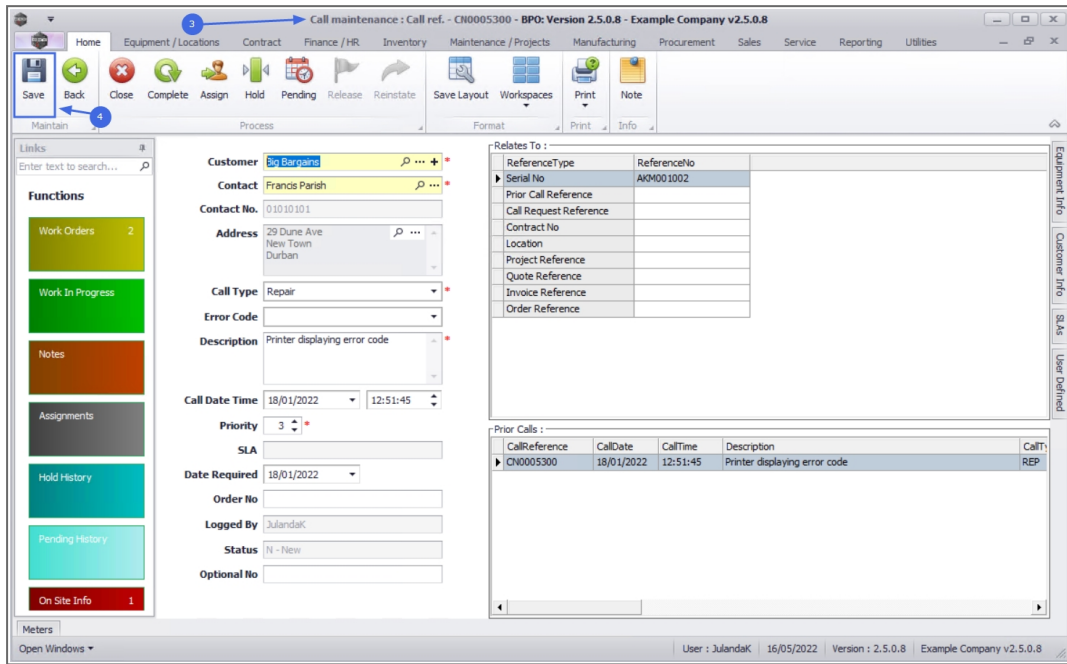 3
Call maintenance : Call ref. - CN0005300 - BPO: Version 2.5.0.8 - Example Company v2.5.0.8
Home Equipment / Locations Contract Finance / HR Inventory Maintenance / Projects Manufacturing Procurement Sales Service Reporting Utilities
Save Back Close Complete Assign Hold Pending Release Reinstate Save Layout Workspaces Print Note
4
Maintain Process Format Print Info
Links
Enter text to search...
Functions
Work Orders 2
Work In Progress
Notes
Assignments
Hold History
Pending History
On Site Info 1
Customer Big Bargains *
Contact Francis Parish *
Contact No. 01010101
Address 29 Dune Ave
New Town
Durban
Call Type Repair *
Error Code
Description Printer displaying error code *
Call Date Time 18/01/2022 12:51:45
Priority 3 *
SLA
Date Required 18/01/2022
Order No
Logged By JulandaK
Status N - New
Optional No
Relates To :
ReferenceType ReferenceNo
Serial No AKM001002
Prior Call Reference
Call Request Reference
Contract No
Location
Project Reference
Quote Reference
Invoice Reference
Order Reference
Prior Calls :
CallReference CallDate CallTime Description CallTy
CN0005300 18/01/2022 12:51:45 Printer displaying error code REP
Equipment Info
Customer Info
SLAs
User Defined
Meters
Open Windows User : JulandaK 16/05/2022 Version : 2.5.0.8 Example Company v2.5.0.8